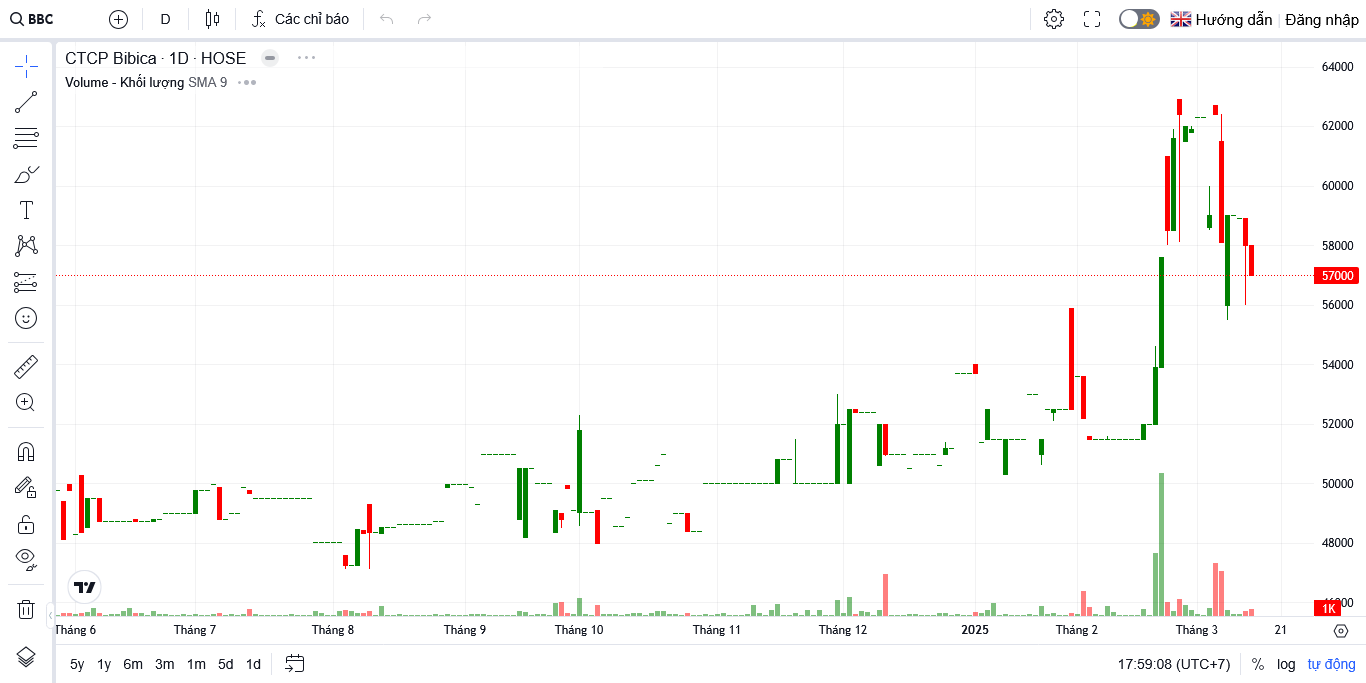 BBC D Các chỉ báo Hướng dẫn Đăng nhập
CTCP Bibica · 1D · HOSE
Volume - Khối lượng SMA 9
64000
62000
60000
58000
57000
56000
54000
52000
50000
48000
1K
Tháng 6 Tháng 7 Tháng 8 Tháng 9 Tháng 10 Tháng 11 Tháng 12 2025 Tháng 2 Tháng 3 21
5y 1y 6m 3m 1m 5d 1d 17:59:08 (UTC+7) % log tự động